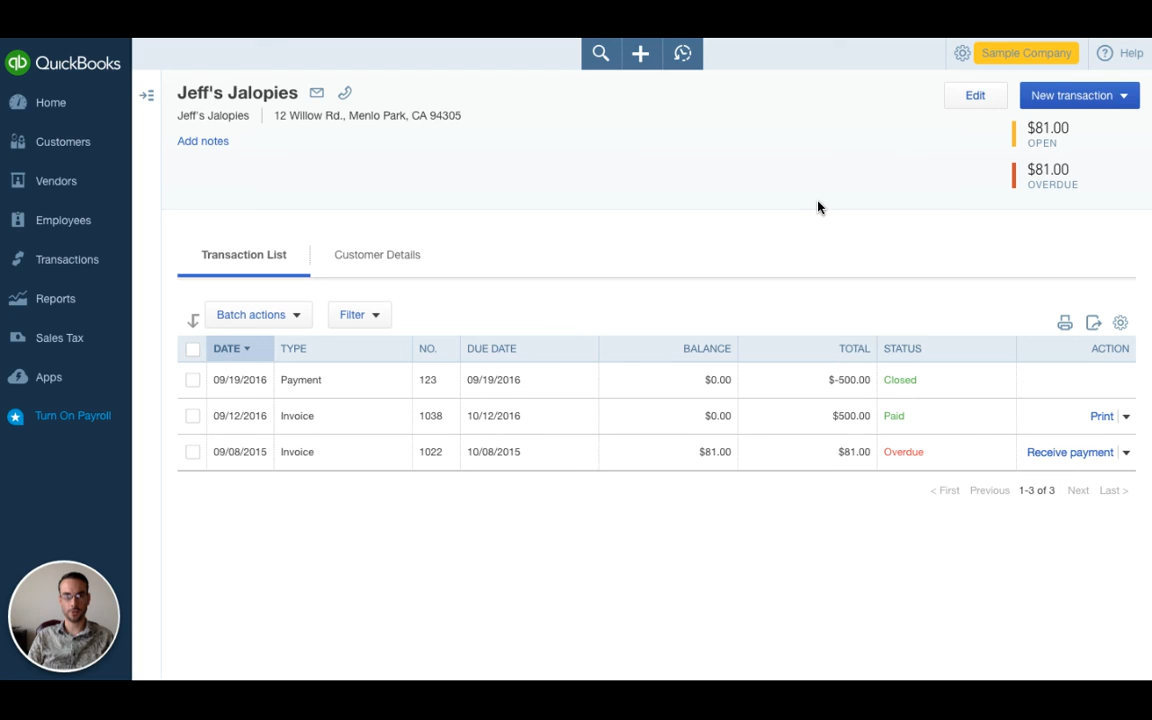 qb QuickBooks
Sample Company
Help
Home
Customers
Vendors
Employees
Transactions
Reports
Sales Tax
Apps
Turn On Payroll
Jeff's Jalopies
Edit
New transaction
Jeff's Jalopies 12 Willow Rd., Menlo Park, CA 94305
Add notes
$81.00
OPEN
$81.00
OVERDUE
Transaction List Customer Details
Batch actions Filter
DATE TYPE NO. DUE DATE BALANCE TOTAL STATUS ACTION
09/19/2016 Payment 123 09/19/2016 $0.00 $-500.00 Closed
09/12/2016 Invoice 1038 10/12/2016 $0.00 $500.00 Paid Print
09/08/2015 Invoice 1022 10/08/2015 $81.00 $81.00 Overdue Receive payment
< First Previous 1-3 of 3 Next Last >